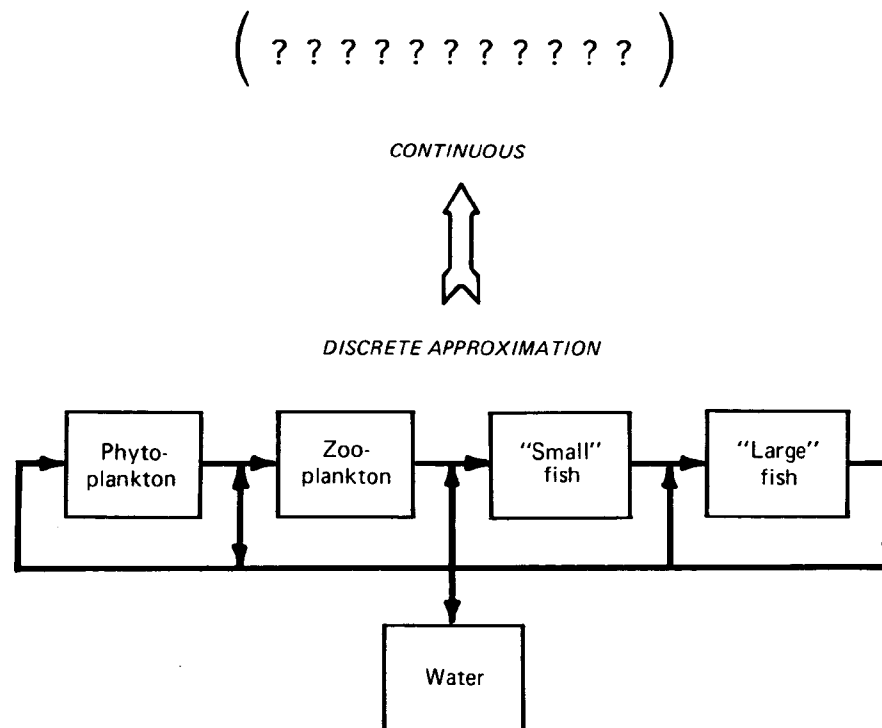 ( ? ? ? ? ? ? ? ? ? ? ? )
CONTINUOUS
DISCRETE APPROXIMATION
Phyto-
plankton
Zoo-
plankton
"Small"
fish
"Large"
fish
Water